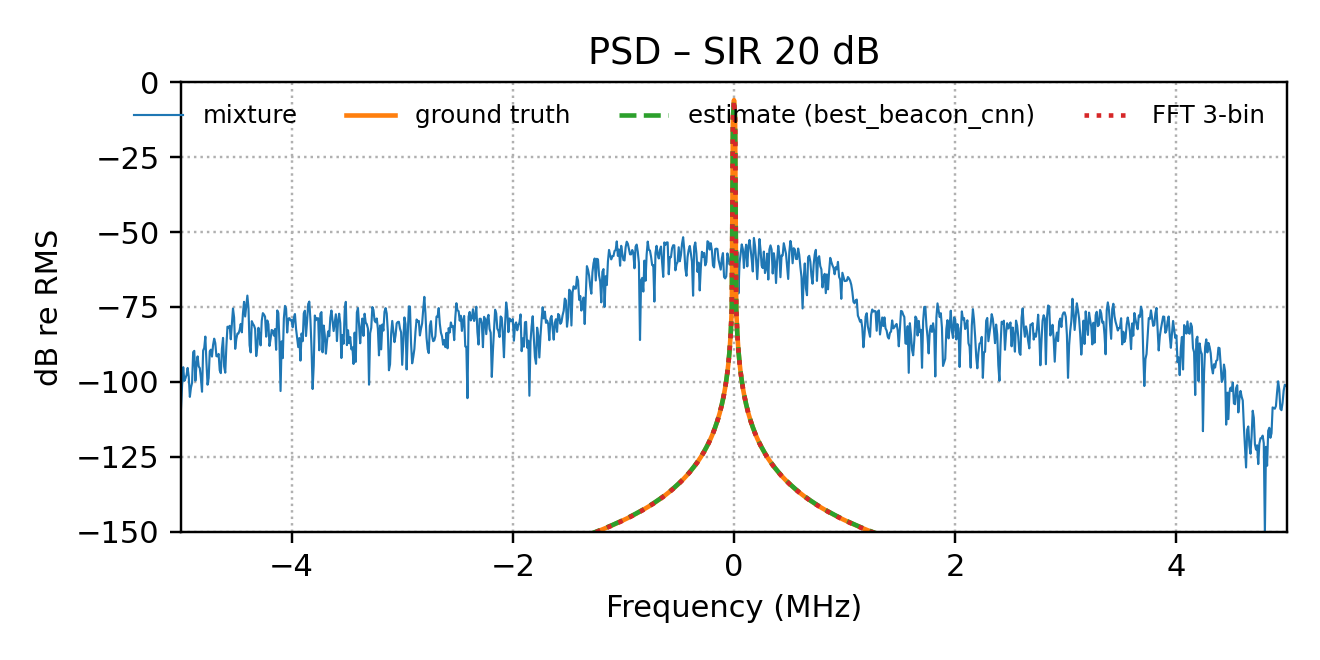 PSD – SIR 20 dB
0
mixture ground truth estimate (best_beacon_cnn) FFT 3-bin
−25
−50
−75
−100
−125
−150
dB re RMS
−4 −2 0 2 4
Frequency (MHz)